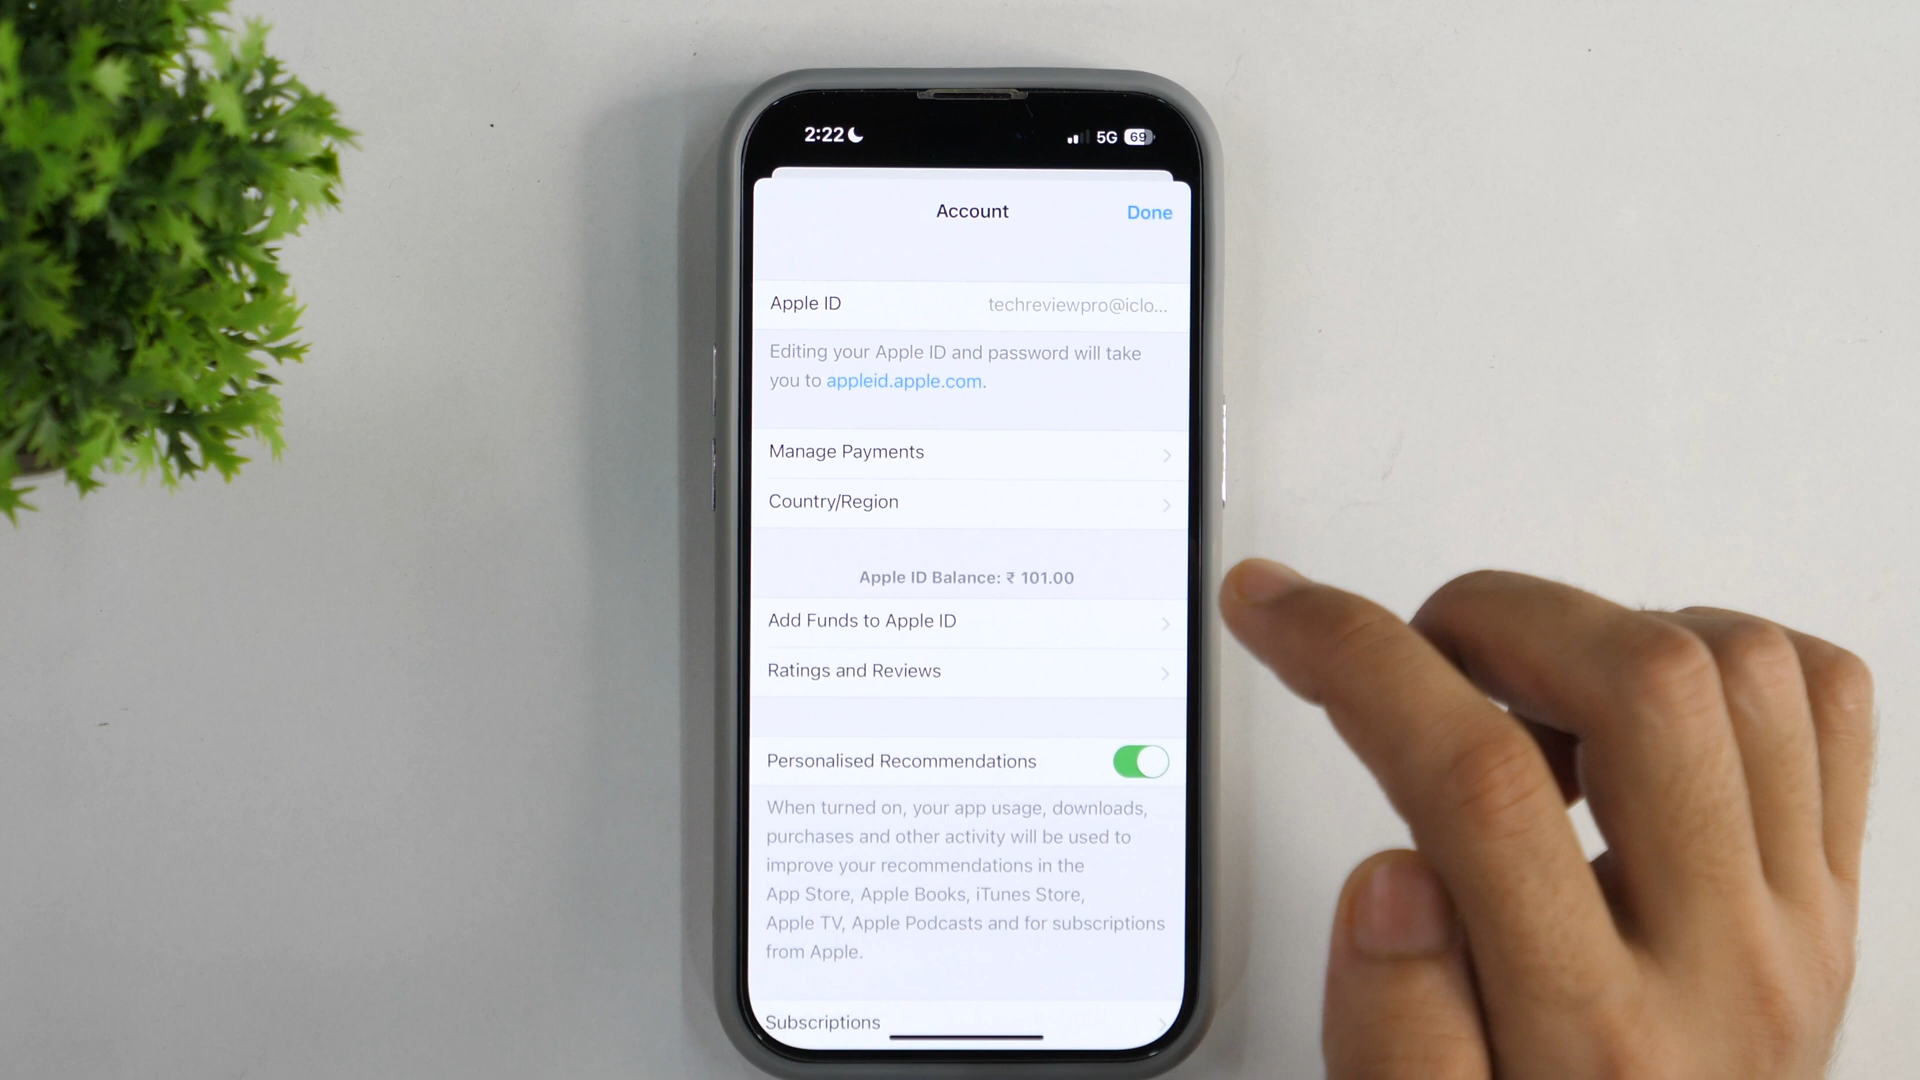 2:22 5G 69
Account Done
Apple ID techreviewpro@iclo...
Editing your Apple ID and password will take
you to appleid.apple.com.
Manage Payments
Country/Region
Apple ID Balance: ₹ 101.00
Add Funds to Apple ID
Ratings and Reviews
Personalised Recommendations
When turned on, your app usage, downloads,
purchases and other activity will be used to
improve your recommendations in the
App Store, Apple Books, iTunes Store,
Apple TV, Apple Podcasts and for subscriptions
from Apple.
Subscriptions